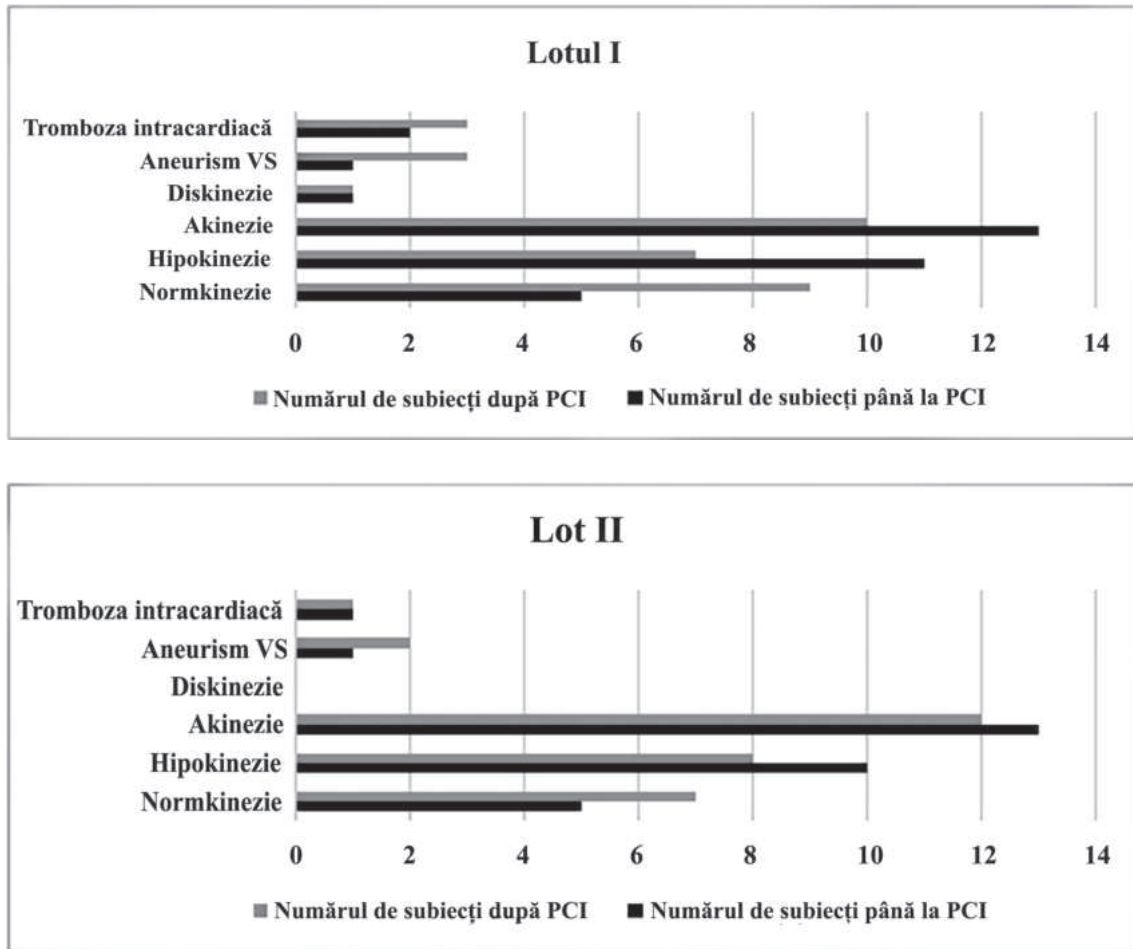 Lotul I
Tromboza intracardiacă
Aneurism VS
Diskinezie
Akinezie
Hipokinezie
Normkinezie
0 2 4 6 8 10 12 14
Numărul de subiecți după PCI Numărul de subiecți până la PCI
Lot II
Tromboza intracardiacă
Aneurism VS
Diskinezie
Akinezie
Hipokinezie
Normkinezie
0 2 4 6 8 10 12 14
Numărul de subiecți după PCI Numărul de subiecți până la PCI